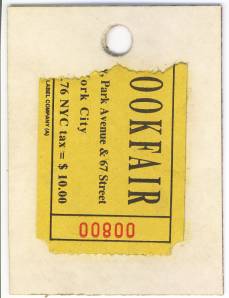 OOKFAIR
, Park Avenue & 67 Street
ork City
.76 NYC tax = $ 10.00
LABEL COMPANY (A)
00800